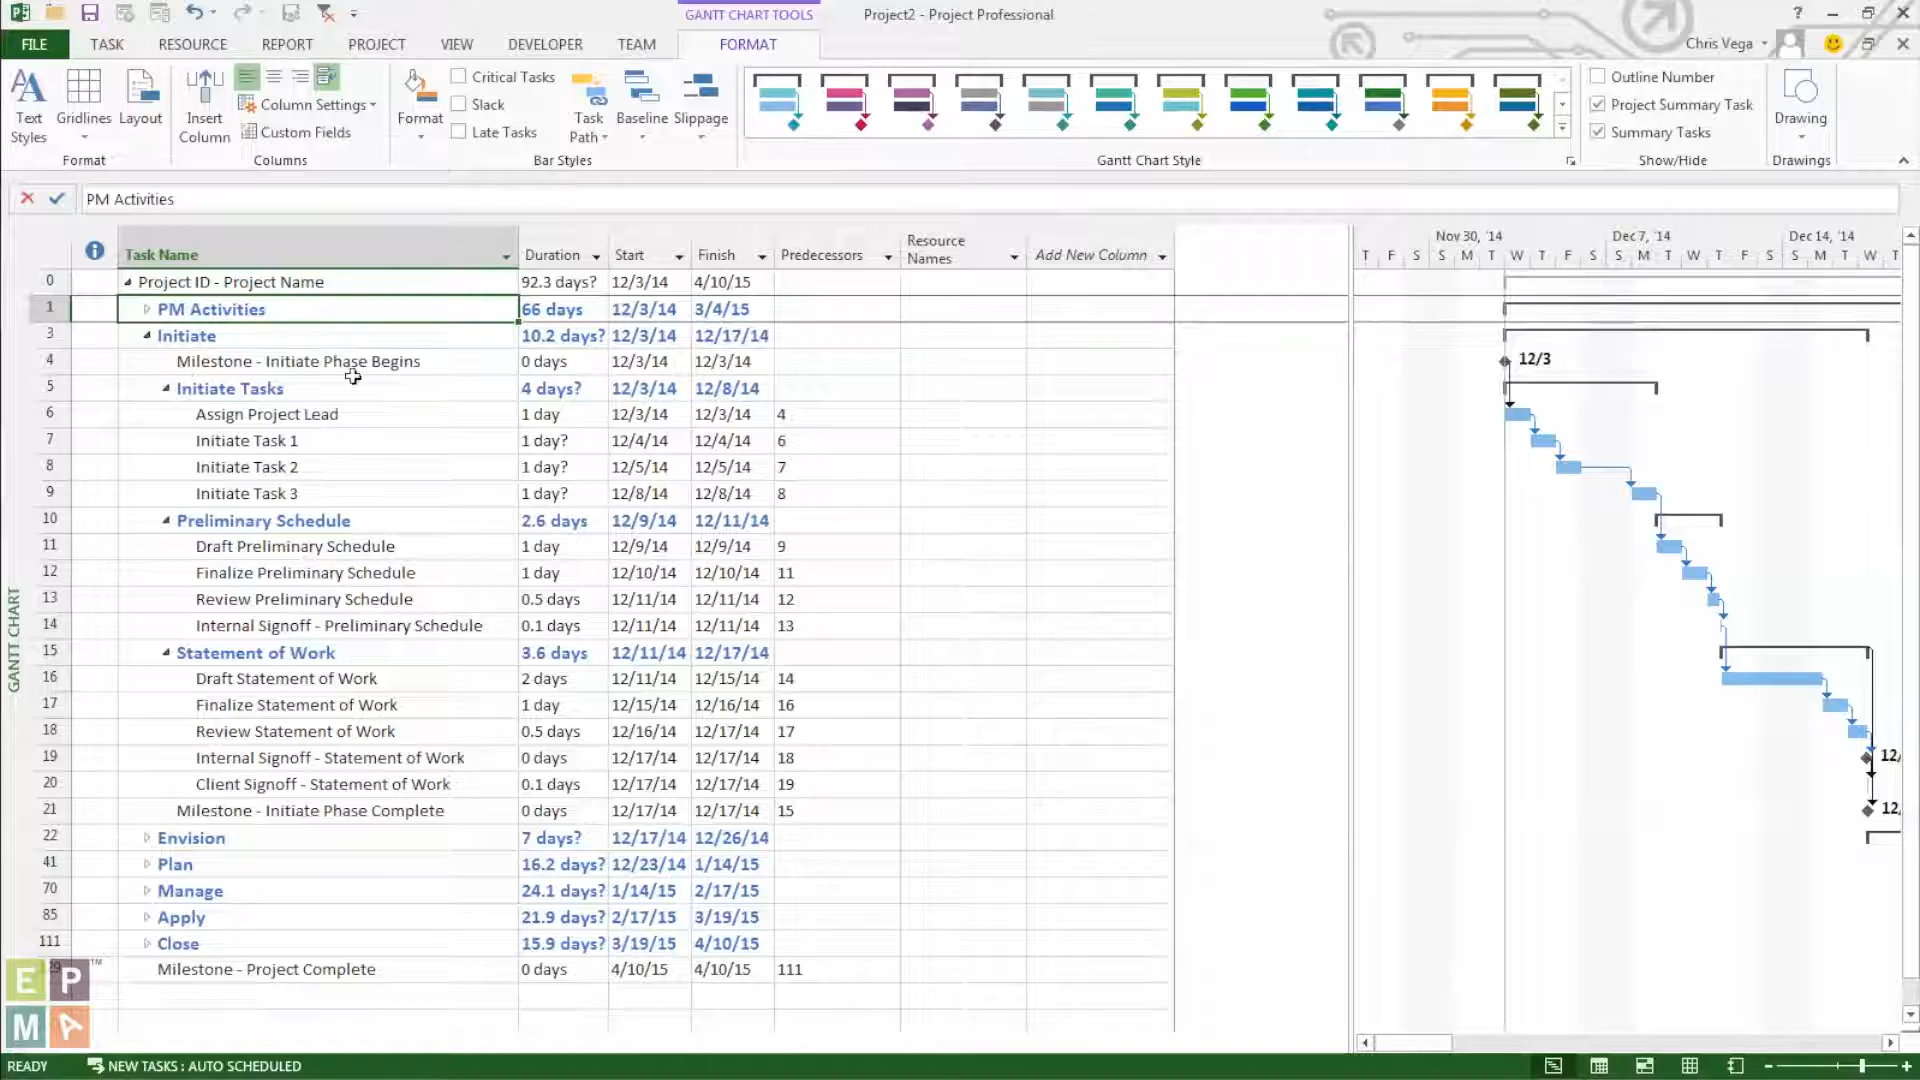 GANTT CHART TOOLS
Project2 - Project Professional
?
FILE
TASK
RESOURCE
REPORT
PROJECT
VIEW
DEVELOPER
TEAM
FORMAT
Chris Vega
Text Styles
Gridlines
Layout
Format
Insert Column
Column Settings
Custom Fields
Columns
Format
Critical Tasks
Slack
Late Tasks
Task Path
Baseline
Slippage
Bar Styles
Gantt Chart Style
Outline Number
Project Summary Task
Summary Tasks
Show/Hide
Drawing
Drawings
PM Activities
Task Name Duration Start Finish Predecessors Resource Names Add New Column
Nov 30, '14 Dec 7, '14 Dec 14, '14
T F S S M T W T F S S M T W T F S S M T W T
0 Project ID - Project Name 92.3 days? 12/3/14 4/10/15
1 PM Activities 66 days 12/3/14 3/4/15
3 Initiate 10.2 days? 12/3/14 12/17/14
4 Milestone - Initiate Phase Begins 0 days 12/3/14 12/3/14
12/3
5 Initiate Tasks 4 days? 12/3/14 12/8/14
6 Assign Project Lead 1 day 12/3/14 12/3/14 4
7 Initiate Task 1 1 day? 12/4/14 12/4/14 6
8 Initiate Task 2 1 day? 12/5/14 12/5/14 7
9 Initiate Task 3 1 day? 12/8/14 12/8/14 8
10 Preliminary Schedule 2.6 days 12/9/14 12/11/14
11 Draft Preliminary Schedule 1 day 12/9/14 12/9/14 9
12 Finalize Preliminary Schedule 1 day 12/10/14 12/10/14 11
13 Review Preliminary Schedule 0.5 days 12/11/14 12/11/14 12
14 Internal Signoff - Preliminary Schedule 0.1 days 12/11/14 12/11/14 13
15 Statement of Work 3.6 days 12/11/14 12/17/14
16 Draft Statement of Work 2 days 12/11/14 12/15/14 14
17 Finalize Statement of Work 1 day 12/15/14 12/16/14 16
18 Review Statement of Work 0.5 days 12/16/14 12/17/14 17
19 Internal Signoff - Statement of Work 0 days 12/17/14 12/17/14 18
12/
20 Client Signoff - Statement of Work 0.1 days 12/17/14 12/17/14 19
21 Milestone - Initiate Phase Complete 0 days 12/17/14 12/17/14 15
12/
22 Envision 7 days? 12/17/14 12/26/14
41 Plan 16.2 days? 12/23/14 1/14/15
70 Manage 24.1 days? 1/14/15 2/17/15
85 Apply 21.9 days? 2/17/15 3/19/15
111 Close 15.9 days? 3/19/15 4/10/15
Milestone - Project Complete 0 days 4/10/15 4/10/15 111
GANTT CHART
E P ™
M A
READY
NEW TASKS : AUTO SCHEDULED